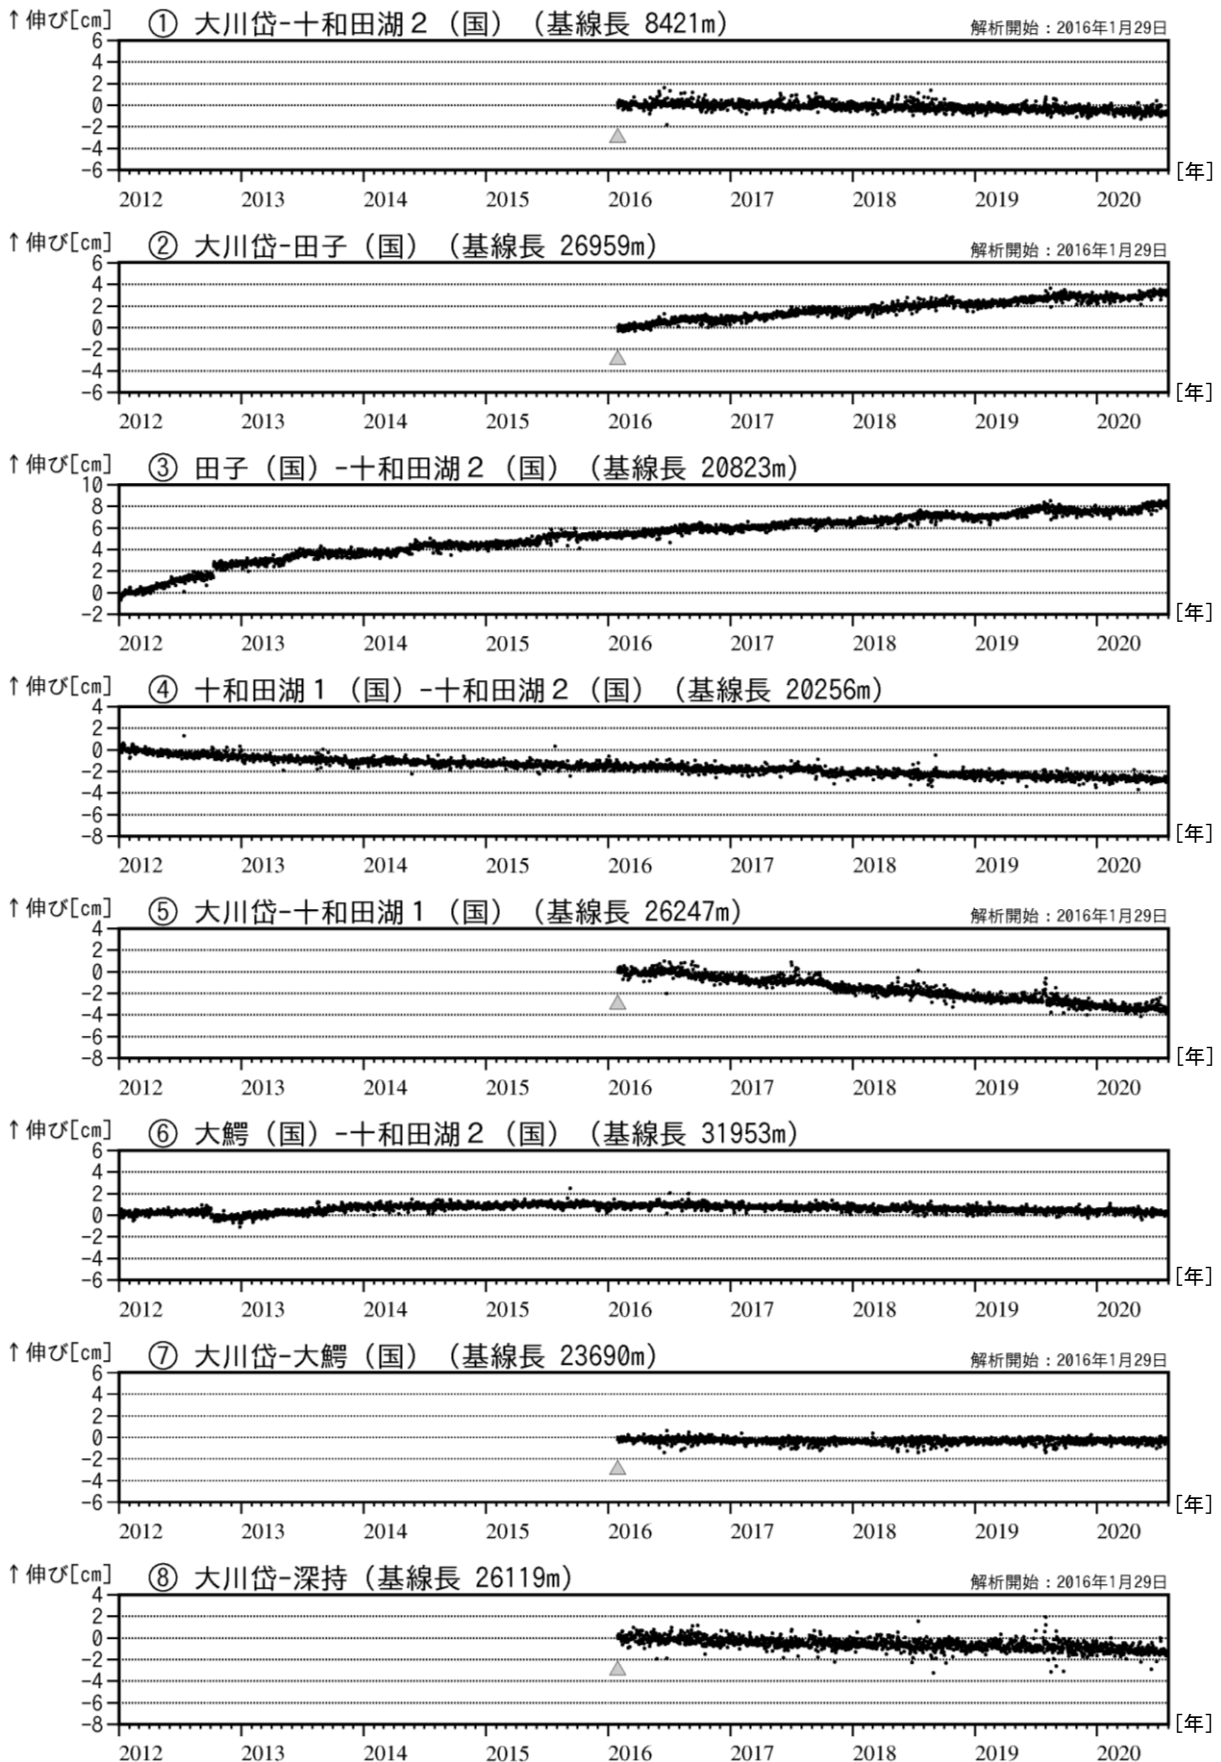 ↑伸び[cm] ① 大川岱-十和田湖２（国）（基線長 8421m） 解析開始：2016年1月29日
6
4
2
0
-2
-4
-6
[年]
2012 2013 2014 2015 2016 2017 2018 2019 2020
↑伸び[cm] ② 大川岱-田子（国）（基線長 26959m） 解析開始：2016年1月29日
6
4
2
0
-2
-4
-6
[年]
2012 2013 2014 2015 2016 2017 2018 2019 2020
↑伸び[cm] ③ 田子（国）-十和田湖２（国）（基線長 20823m）
10
8
6
4
2
0
-2
[年]
2012 2013 2014 2015 2016 2017 2018 2019 2020
↑伸び[cm] ④ 十和田湖１（国）-十和田湖２（国）（基線長 20256m）
4
2
0
-2
-4
-6
-8
[年]
2012 2013 2014 2015 2016 2017 2018 2019 2020
↑伸び[cm] ⑤ 大川岱-十和田湖１（国）（基線長 26247m） 解析開始：2016年1月29日
4
2
0
-2
-4
-6
-8
[年]
2012 2013 2014 2015 2016 2017 2018 2019 2020
↑伸び[cm] ⑥ 大鰐（国）-十和田湖２（国）（基線長 31953m）
6
4
2
0
-2
-4
-6
[年]
2012 2013 2014 2015 2016 2017 2018 2019 2020
↑伸び[cm] ⑦ 大川岱-大鰐（国）（基線長 23690m） 解析開始：2016年1月29日
6
4
2
0
-2
-4
-6
[年]
2012 2013 2014 2015 2016 2017 2018 2019 2020
↑伸び[cm] ⑧ 大川岱-深持（基線長 26119m） 解析開始：2016年1月29日
4
2
0
-2
-4
-6
-8
[年]
2012 2013 2014 2015 2016 2017 2018 2019 2020